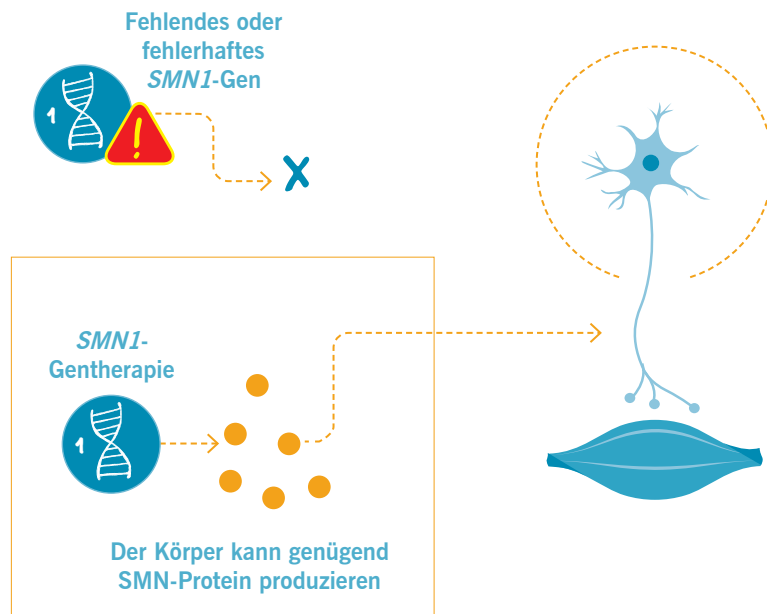 Fehlendes oder
fehlerhaftes
SMN1-Gen
1
SMN1-
Gentherapie
1
Der Körper kann genügend
SMN-Protein produzieren